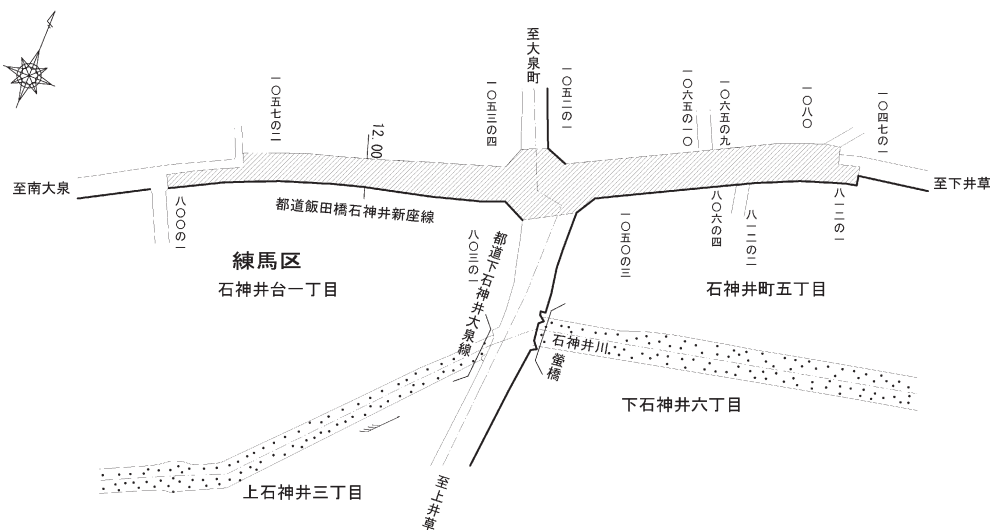 至大泉町
一〇五七の二
12.00
一〇五三の四
一〇五二の一
一〇六五の一〇
一〇六五の九
一〇八〇
一〇四七の一
至南大泉
至下井草
八〇〇の一
都道飯田橋石神井新座線
八〇三の一
都道下石神井大泉線
一〇五〇の三
八〇六の四
八一二の二
八一二の一
練馬区
石神井台一丁目
石神井町五丁目
石神井川
螢橋
下石神井六丁目
上石神井三丁目
至上井草